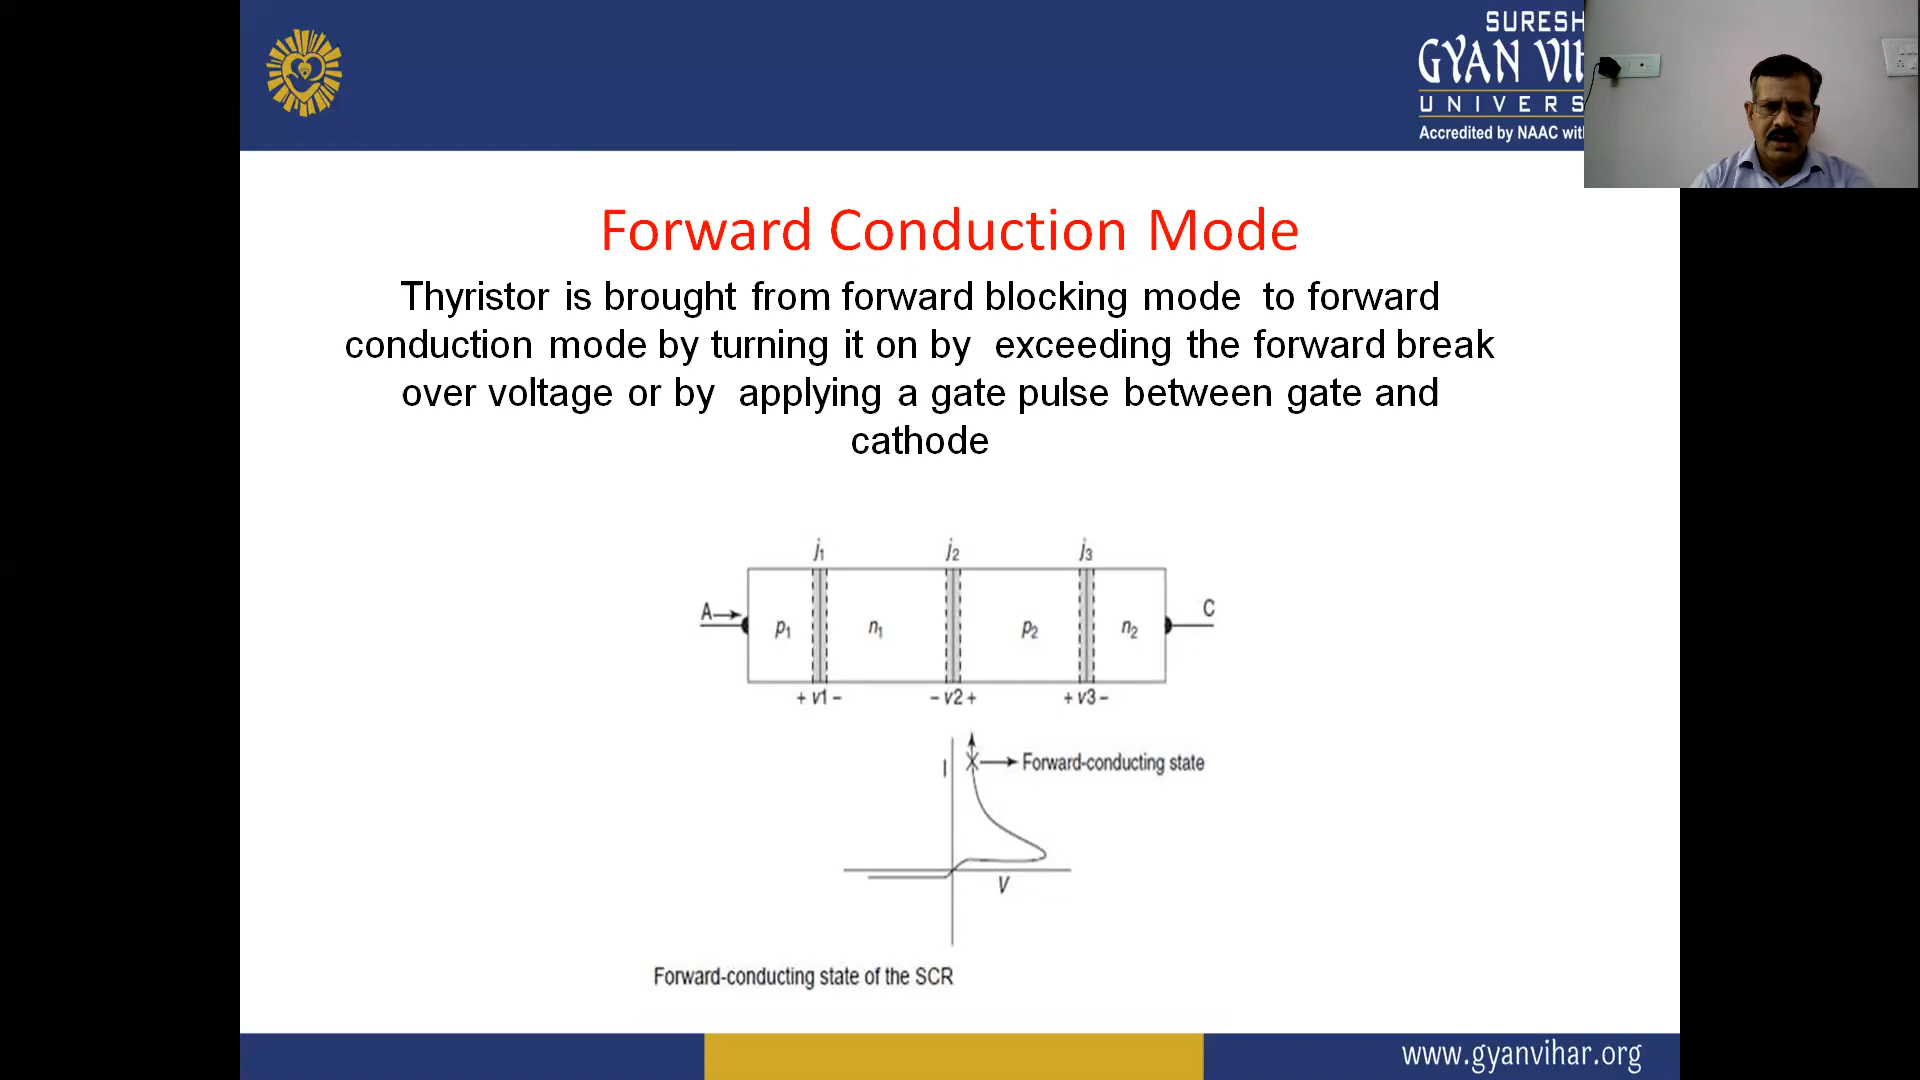 SURESH
GYAN
UNIVERS
Accredited by NAAC
Forward Conduction Mode
Thyristor is brought from forward blocking mode to forward
conduction mode by turning it on by exceeding the forward break
over voltage or by applying a gate pulse between gate and
cathode
j1 j2 j3
A C
p1 n1 p2 n2
+ v1 – – v2 + + v3 –
I Forward-conducting state
V
Forward-conducting state of the SCR
www.gyanvihar.org